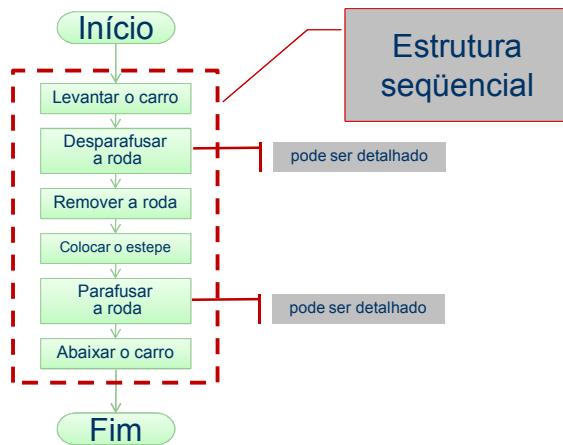 Início
Estrutura
seqüencial
Levantar o carro
Desparafusar
a roda
pode ser detalhado
Remover a roda
Colocar o estepe
Parafusar
a roda
pode ser detalhado
Abaixar o carro
Fim